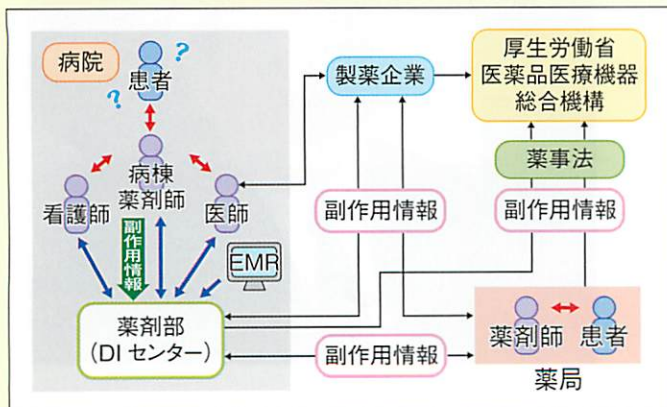 病院
?
患者
?
病棟
薬剤師
看護師
医師
副作用情報
EMR
薬剤部
(DI センター)
製薬企業
厚生労働省
医薬品医療機器
総合機構
薬事法
副作用情報
副作用情報
副作用情報
薬剤師
患者
薬局